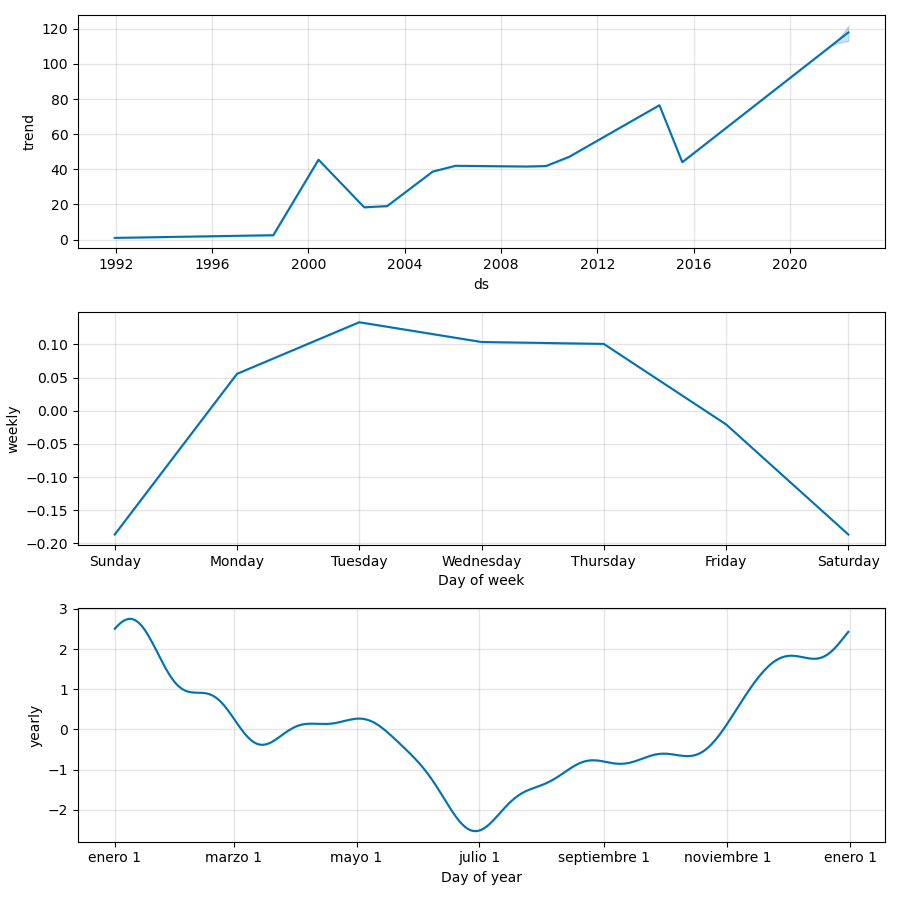 120
100
80
60
40
20
0
trend
1992 1996 2000 2004 2008 2012 2016 2020
ds
0.10
0.05
0.00
−0.05
−0.10
−0.15
−0.20
weekly
Sunday Monday Tuesday Wednesday Thursday Friday Saturday
Day of week
3
2
1
0
−1
−2
yearly
enero 1 marzo 1 mayo 1 julio 1 septiembre 1 noviembre 1 enero 1
Day of year